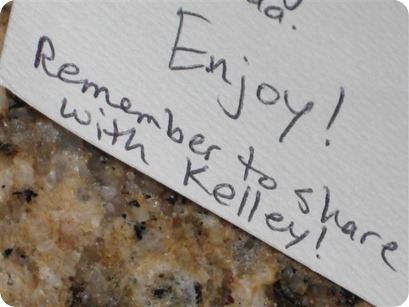 Enjoy!
Remember to share
with Kelley!